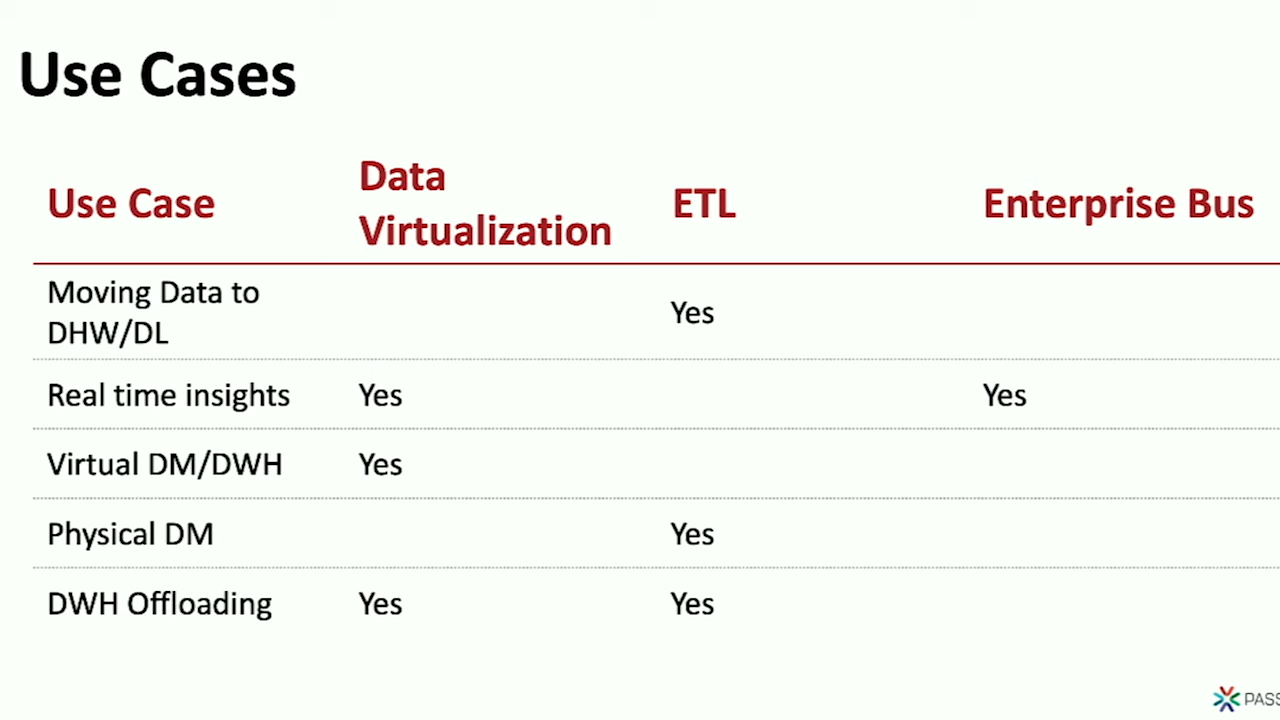 Use Cases
Use Case Data Virtualization ETL Enterprise Bus
Moving Data to DHW/DL Yes
Real time insights Yes Yes
Virtual DM/DWH Yes
Physical DM Yes
DWH Offloading Yes Yes
PASS